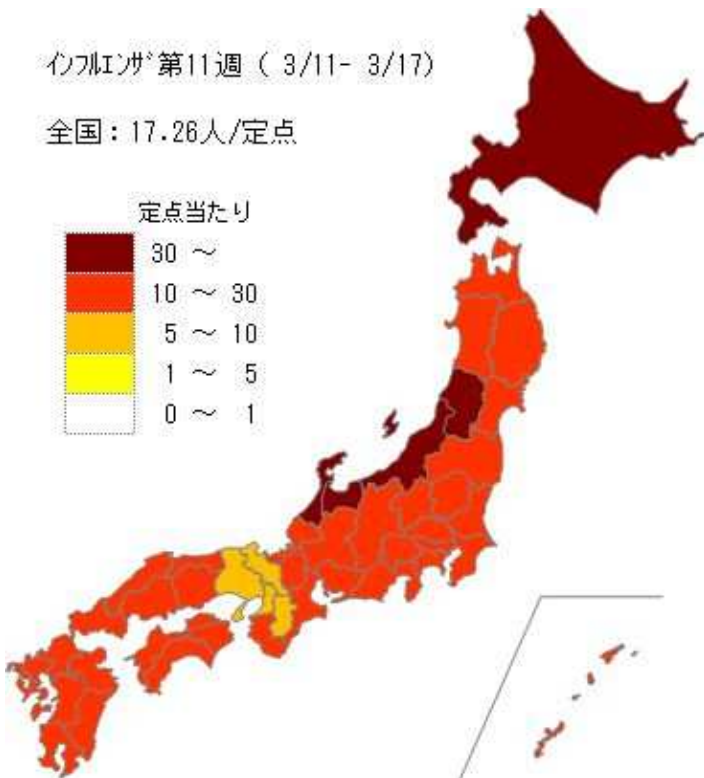 インフルエンザ第11週 ( 3/11- 3/17)
全国：17.26人/定点
定点当たり
30 ～
10 ～ 30
5 ～ 10
1 ～ 5
0 ～ 1